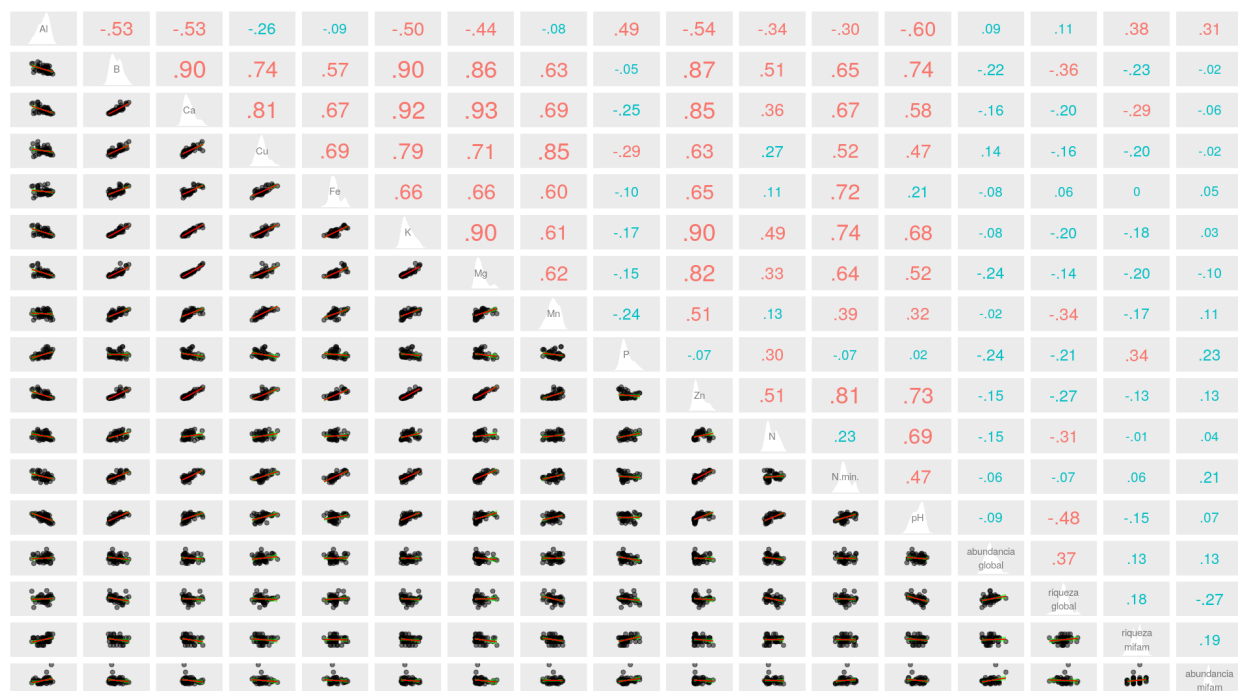 Al -.53 -.53 -.26 -.09 -.50 -.44 -.08 .49 -.54 -.34 -.30 -.60 .09 .11 .38 .31
B .90 .74 .57 .90 .86 .63 -.05 .87 .51 .65 .74 -.22 -.36 -.23 -.02
Ca .81 .67 .92 .93 .69 -.25 .85 .36 .67 .58 -.16 -.20 -.29 -.06
Cu .69 .79 .71 .85 -.29 .63 .27 .52 .47 .14 -.16 -.20 -.02
Fe .66 .66 .60 -.10 .65 .11 .72 .21 -.08 .06 0 .05
K .90 .61 -.17 .90 .49 .74 .68 -.08 -.20 -.18 .03
Mg .62 -.15 .82 .33 .64 .52 -.24 -.14 -.20 -.10
Mn -.24 .51 .13 .39 .32 -.02 -.34 -.17 .11
P -.07 .30 -.07 .02 -.24 -.21 .34 .23
Zn .51 .81 .73 -.15 -.27 -.13 .13
N .23 .69 -.15 -.31 -.01 .04
N.min. .47 -.06 -.07 .06 .21
pH -.09 -.48 -.15 .07
abundancia
global
.37 .13 .13
riqueza
global
.18 -.27
riqueza
mifam
.19
abundancia
mifam